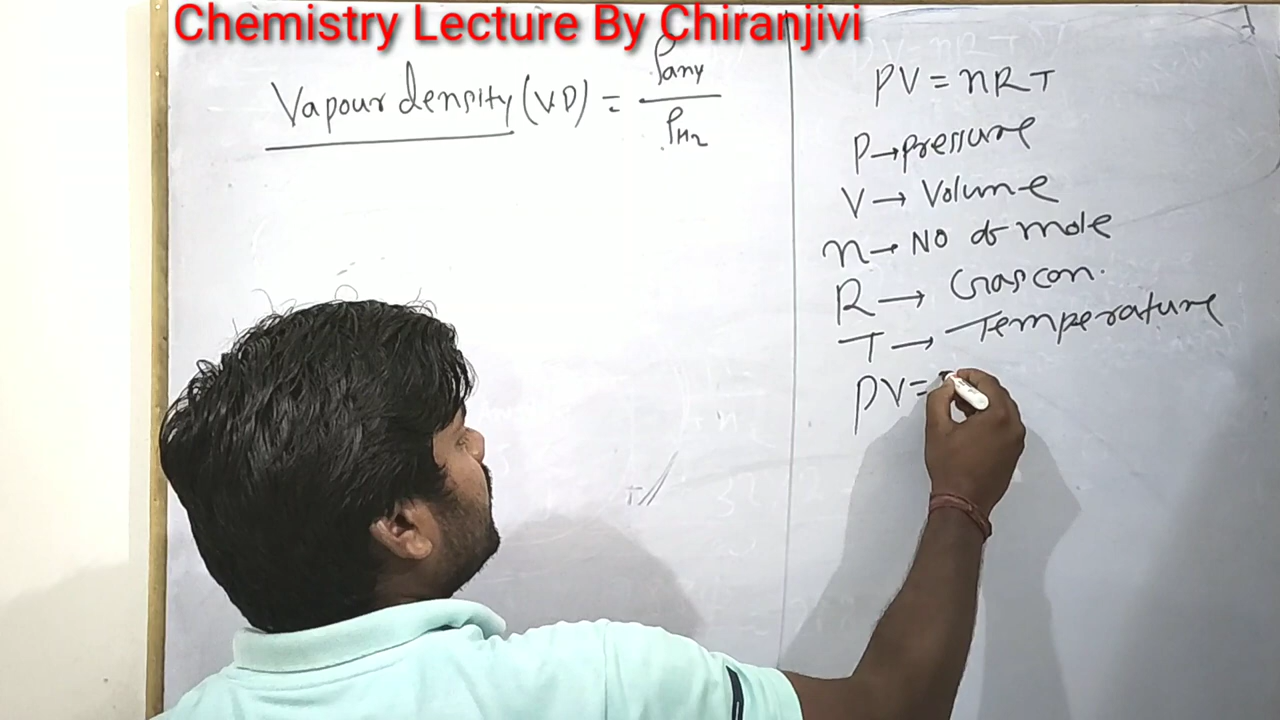 Chemistry Lecture By Chiranjivi
Vapour density (VD) = ρany / ρH2
PV = nRT
P → pressure
V → Volume
n → NO of mole
R → Gas con.
T → Temperature
PV =